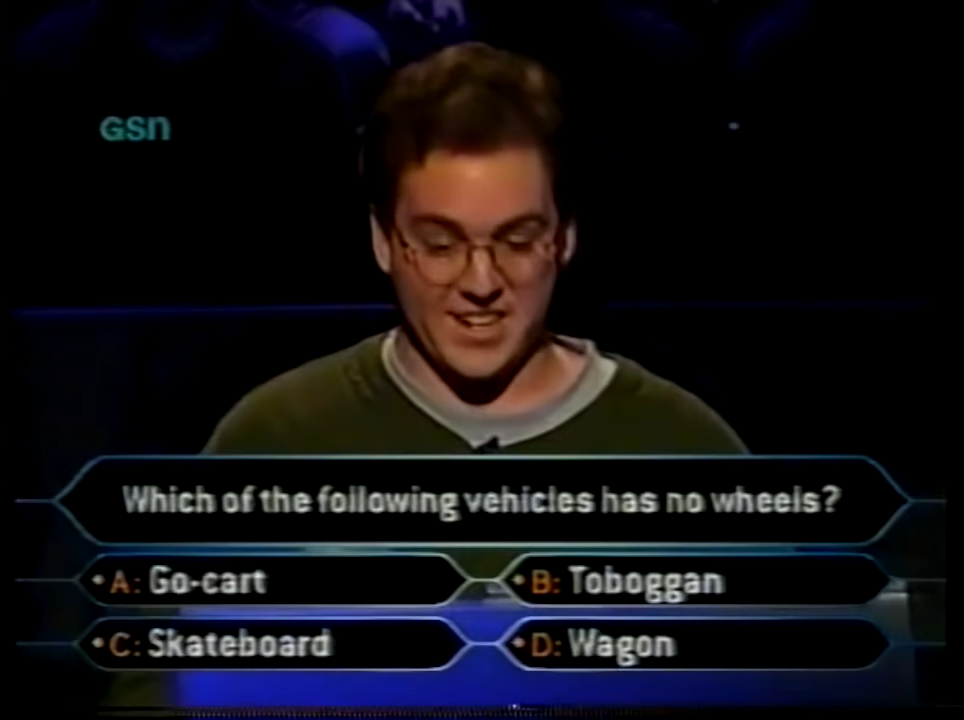 GSN
Which of the following vehicles has no wheels?
• A: Go-cart
• B: Toboggan
• C: Skateboard
• D: Wagon